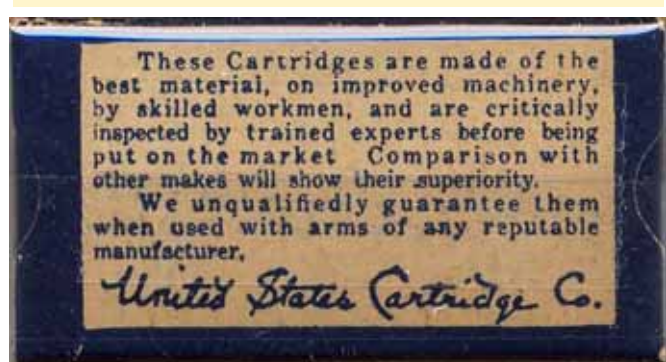 These Cartridges are made of the
best material, on improved machinery,
by skilled workmen, and are critically
inspected by trained experts before being
put on the market Comparison with
other makes will show their superiority.
We unqualifiedly guarantee them
when used with arms of any reputable
manufacturer.
United States Cartridge Co.